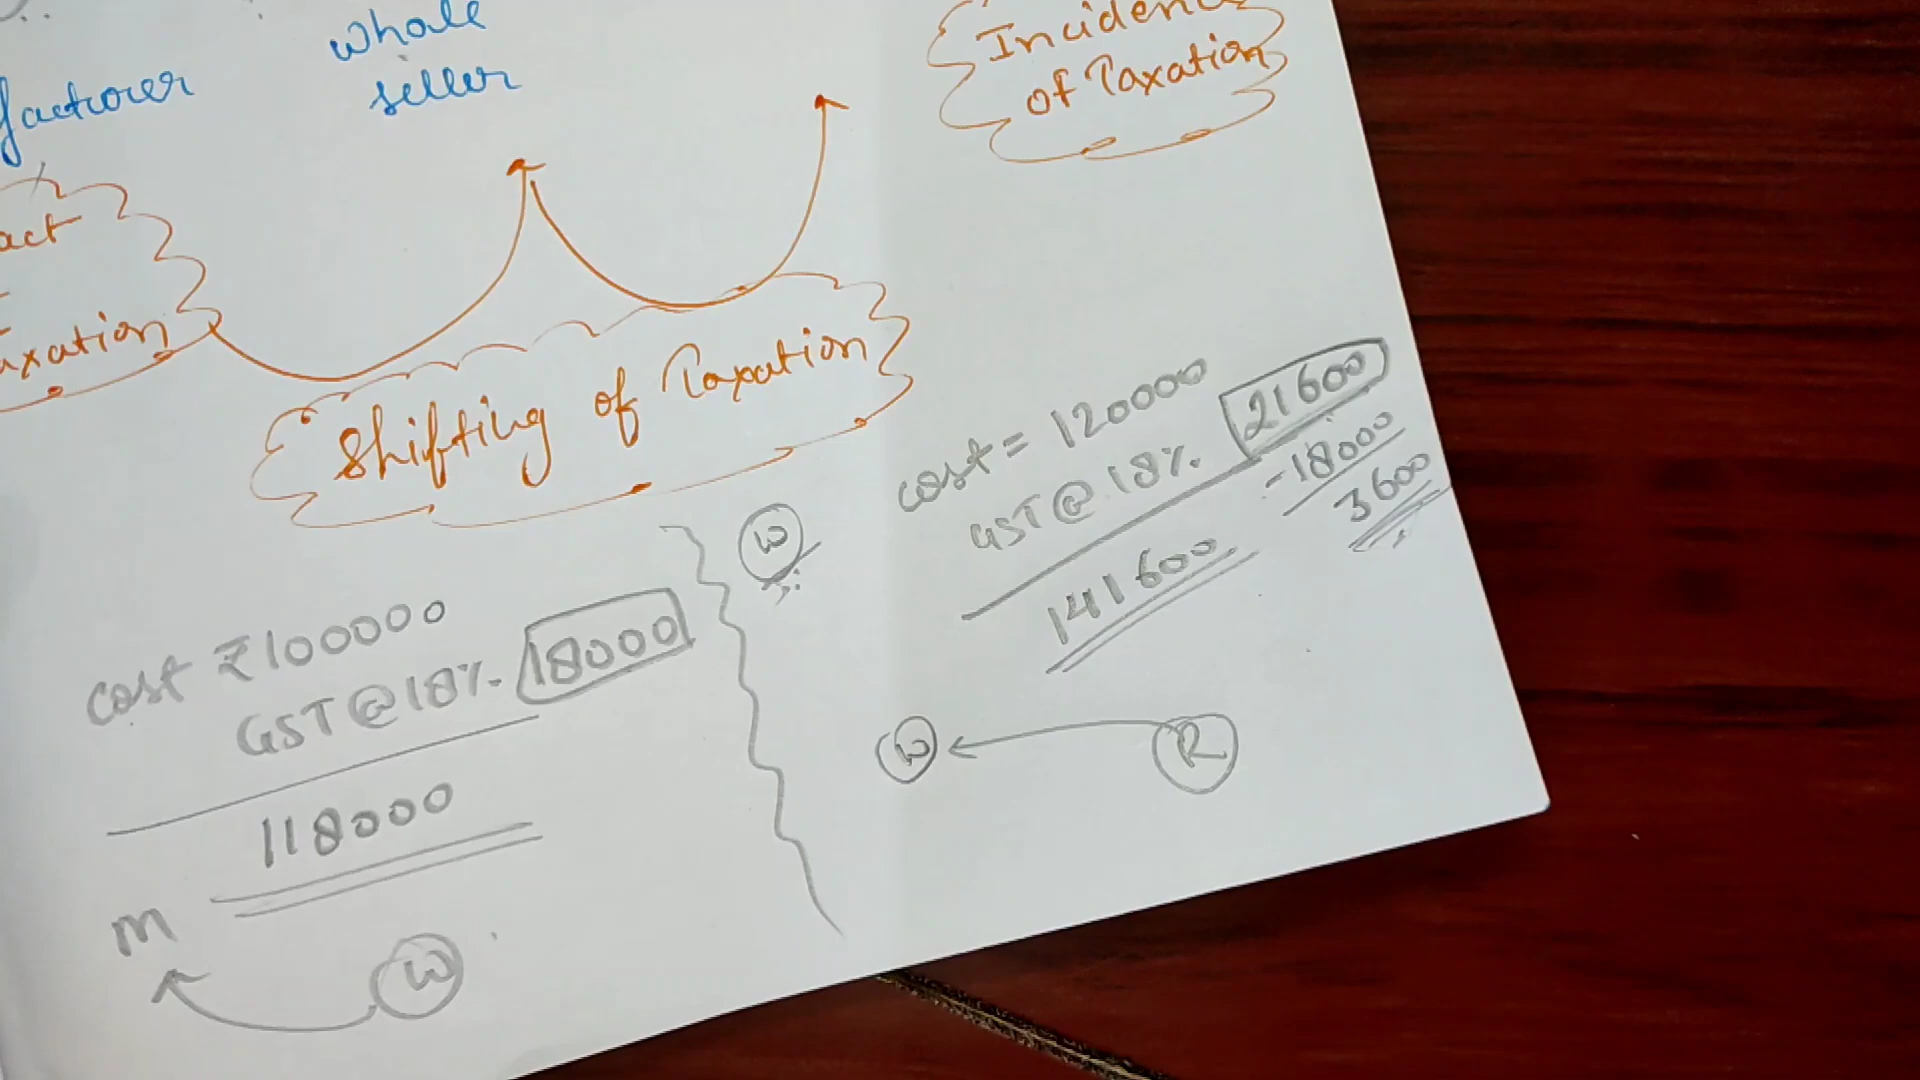 whole
seller
facturer
Incidenc
of Taxation
act
axation
Shifting of Taxation
cost ₹100000
GST@18%. 18000
118000
M
W
W
cost = 120000
GST@18%. 21600
-18000
3600
141600
W
R